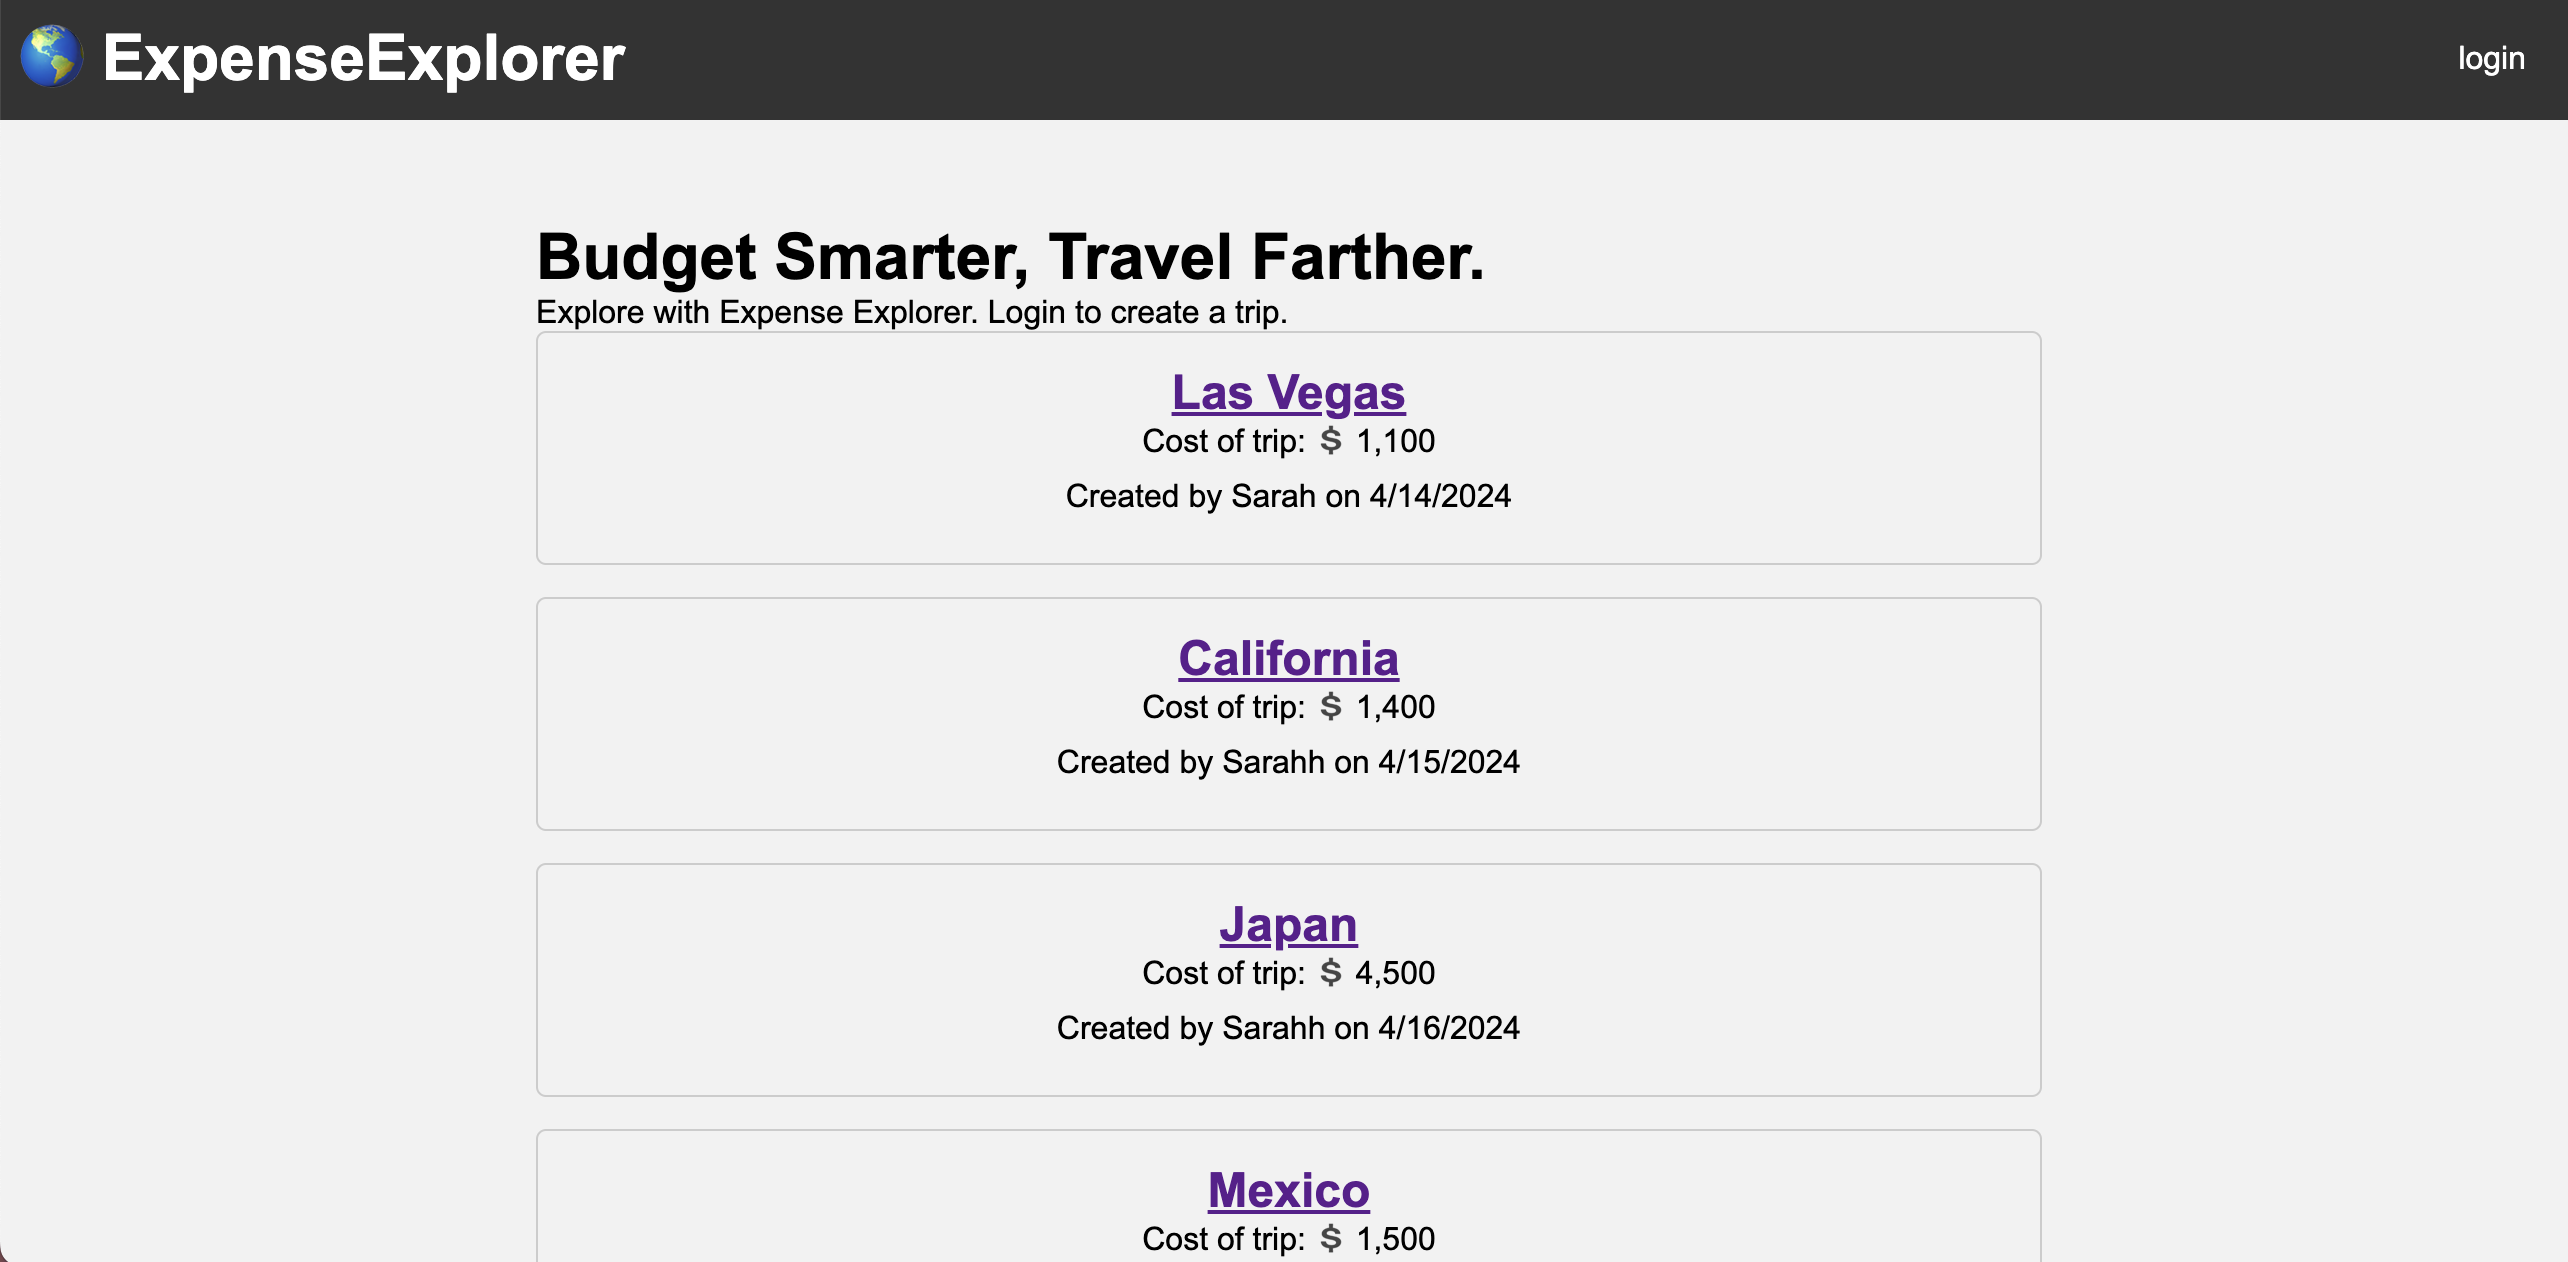 ExpenseExplorer
login
Budget Smarter, Travel Farther.
Explore with Expense Explorer. Login to create a trip.
Las Vegas
Cost of trip: $ 1,100
Created by Sarah on 4/14/2024
California
Cost of trip: $ 1,400
Created by Sarahh on 4/15/2024
Japan
Cost of trip: $ 4,500
Created by Sarahh on 4/16/2024
Mexico
Cost of trip: $ 1,500